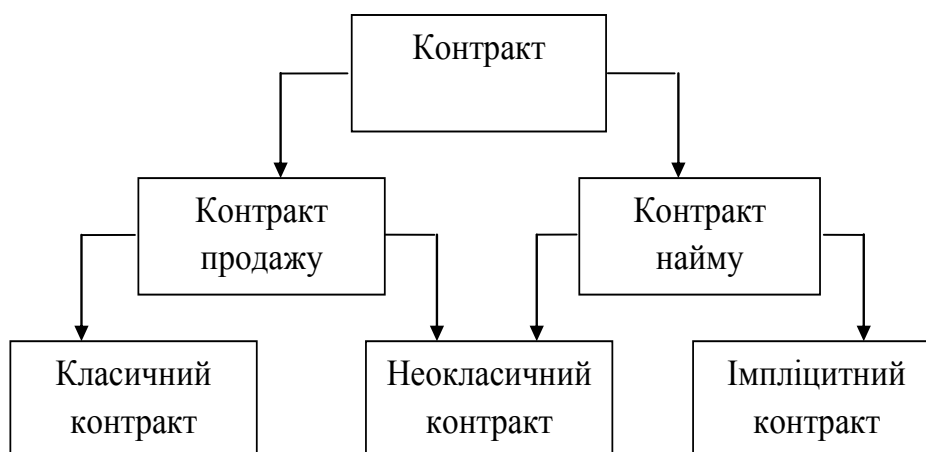 Контракт
Контракт
продажу
Контракт
найму
Класичний
контракт
Неокласичний
контракт
Імпліцитний
контракт